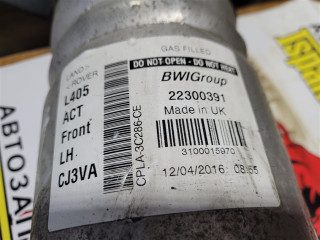 GAS FILLED
DO NOT OPEN - DO NOT HEAT
LAND-
ROVER
L405
ACT
Front
LH
CJ3VA
CPLA-3C286-CE
BWIGroup
22300391
Made in UK
3100015970
12/04/2016
АВТОЗАП